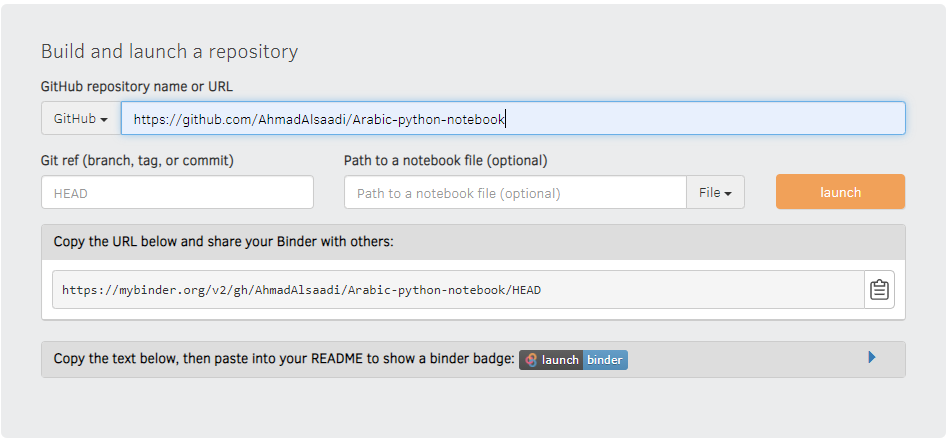 Build and launch a repository
GitHub repository name or URL
GitHub
https://github.com/AhmadAlsaadi/Arabic-python-notebook
Git ref (branch, tag, or commit)
Path to a notebook file (optional)
HEAD
Path to a notebook file (optional)
File
launch
Copy the URL below and share your Binder with others:
https://mybinder.org/v2/gh/AhmadAlsaadi/Arabic-python-notebook/HEAD
Copy the text below, then paste into your README to show a binder badge: launch binder